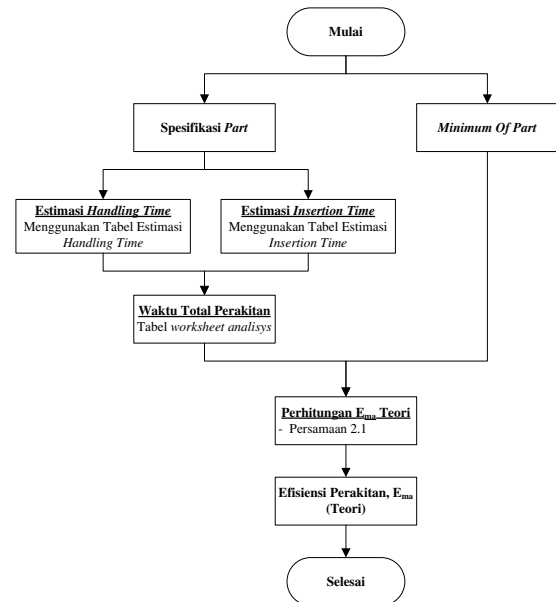 Mulai
Spesifikasi Part
Minimum Of Part
Estimasi Handling Time
Menggunakan Tabel Estimasi
Handling Time
Estimasi Insertion Time
Menggunakan Tabel Estimasi
Insertion Time
Waktu Total Perakitan
Tabel worksheet analisys
Perhitungan Ema Teori
- Persamaan 2.1
Efisiensi Perakitan, Ema
(Teori)
Selesai